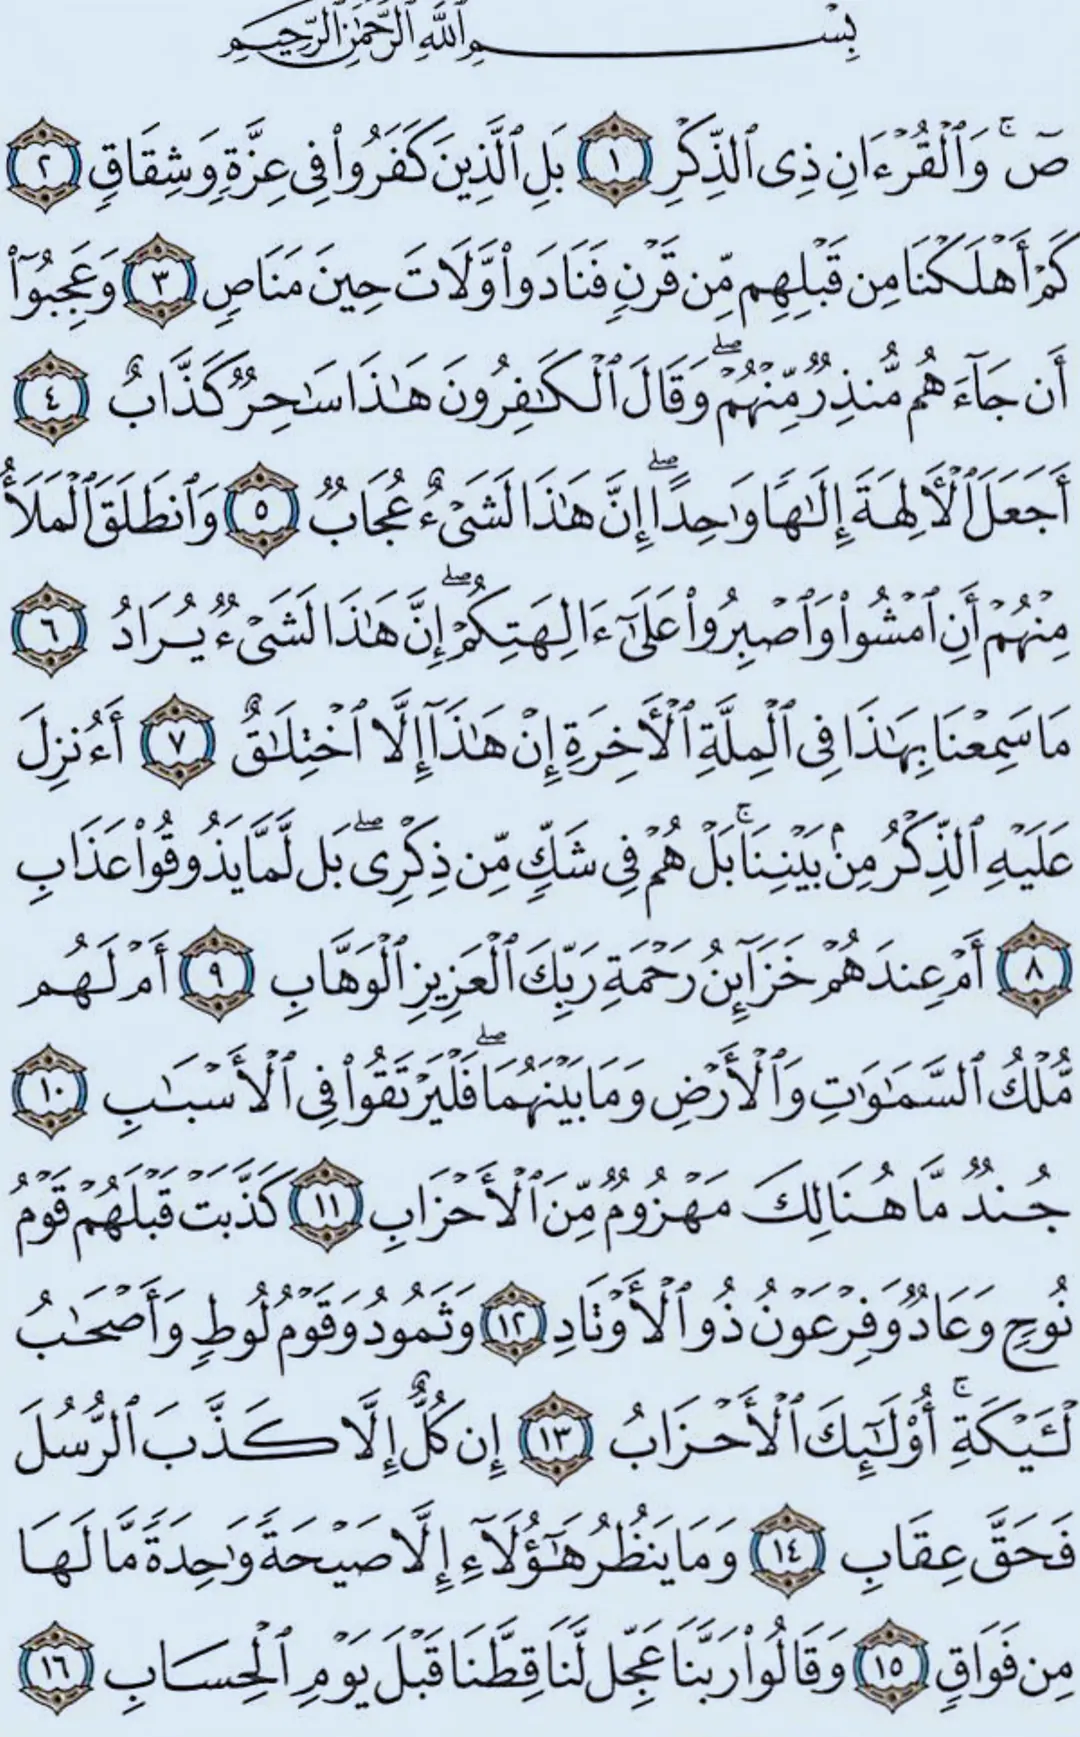 بِسْمِ ٱللَّهِ ٱلرَّحْمَٰنِ ٱلرَّحِيمِ
صٓ ۚ وَٱلْقُرْءَانِ ذِى ٱلذِّكْرِ ١ بَلِ ٱلَّذِينَ كَفَرُوا۟ فِى عِزَّةٍ وَشِقَاقٍ ٢
كَمْ أَهْلَكْنَا مِن قَبْلِهِم مِّن قَرْنٍ فَنَادَوا۟ وَّلَاتَ حِينَ مَنَاصٍ ٣ وَعَجِبُوٓا۟
أَن جَآءَهُم مُّنذِرٌ مِّنْهُمْ ۖ وَقَالَ ٱلْكَٰفِرُونَ هَٰذَا سَٰحِرٌ كَذَّابٌ ٤
أَجَعَلَ ٱلْأَلِهَةَ إِلَٰهًا وَٰحِدًا ۖ إِنَّ هَٰذَا لَشَىْءٌ عُجَابٌ ٥ وَٱنطَلَقَ ٱلْمَلَأُ
مِنْهُمْ أَنِ ٱمْشُوا۟ وَٱصْبِرُوا۟ عَلَىٰٓ ءَالِهَتِكُمْ ۖ إِنَّ هَٰذَا لَشَىْءٌ يُرَادُ ٦
مَا سَمِعْنَا بِهَٰذَا فِى ٱلْمِلَّةِ ٱلْأَخِرَةِ إِنْ هَٰذَآ إِلَّا ٱخْتِلَٰقٌ ٧ أَءُنزِلَ
عَلَيْهِ ٱلذِّكْرُ مِنۢ بَيْنِنَا ۚ بَلْ هُمْ فِى شَكٍّ مِّن ذِكْرِى ۖ بَل لَّمَّا يَذُوقُوا۟ عَذَابِ
٨ أَمْ عِندَهُمْ خَزَآئِنُ رَحْمَةِ رَبِّكَ ٱلْعَزِيزِ ٱلْوَهَّابِ ٩ أَمْ لَهُم
مُّلْكُ ٱلسَّمَٰوَٰتِ وَٱلْأَرْضِ وَمَا بَيْنَهُمَا ۖ فَلْيَرْتَقُوا۟ فِى ٱلْأَسْبَٰبِ ١٠
جُندٌ مَّا هُنَالِكَ مَهْزُومٌ مِّنَ ٱلْأَحْزَابِ ١١ كَذَّبَتْ قَبْلَهُمْ قَوْمُ
نُوحٍ وَعَادٌ وَفِرْعَوْنُ ذُو ٱلْأَوْتَادِ ١٢ وَثَمُودُ وَقَوْمُ لُوطٍ وَأَصْحَٰبُ
لْـَٔيْكَةِ ۚ أُو۟لَٰٓئِكَ ٱلْأَحْزَابُ ١٣ إِن كُلٌّ إِلَّا كَذَّبَ ٱلرُّسُلَ
فَحَقَّ عِقَابِ ١٤ وَمَا يَنظُرُ هَٰٓؤُلَآءِ إِلَّا صَيْحَةً وَٰحِدَةً مَّا لَهَا
مِن فَوَاقٍ ١٥ وَقَالُوا۟ رَبَّنَا عَجِّل لَّنَا قِطَّنَا قَبْلَ يَوْمِ ٱلْحِسَابِ ١٦